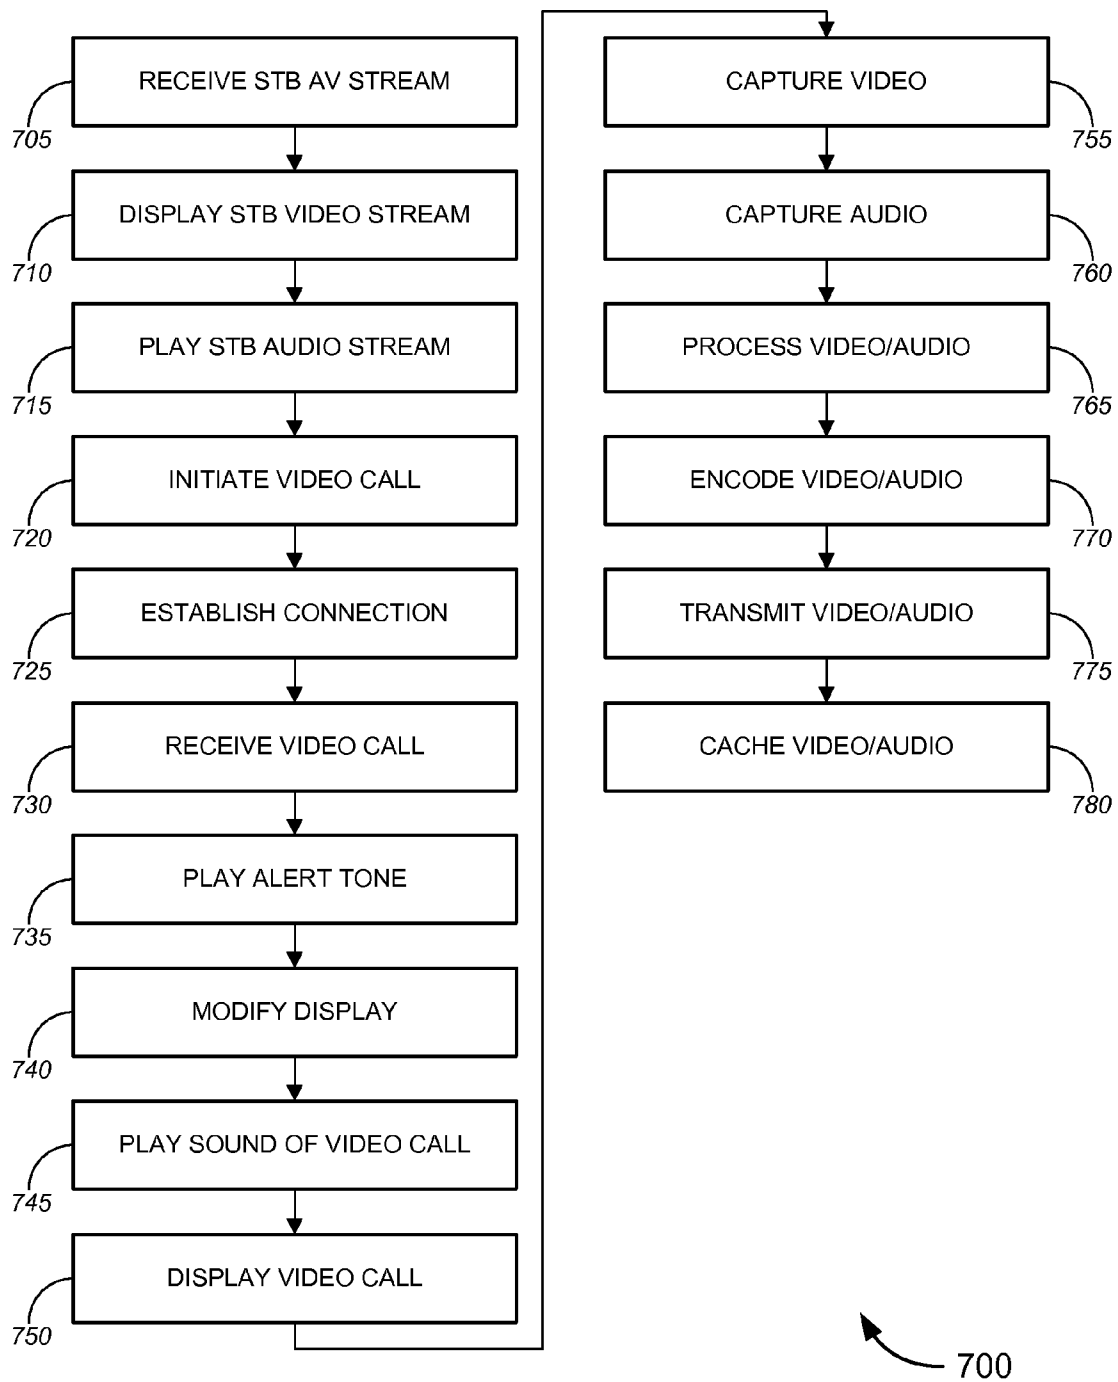 RECEIVE STB AV STREAM
705
DISPLAY STB VIDEO STREAM
710
PLAY STB AUDIO STREAM
715
INITIATE VIDEO CALL
720
ESTABLISH CONNECTION
725
RECEIVE VIDEO CALL
730
PLAY ALERT TONE
735
MODIFY DISPLAY
740
PLAY SOUND OF VIDEO CALL
745
DISPLAY VIDEO CALL
750
CAPTURE VIDEO
755
CAPTURE AUDIO
760
PROCESS VIDEO/AUDIO
765
ENCODE VIDEO/AUDIO
770
TRANSMIT VIDEO/AUDIO
775
CACHE VIDEO/AUDIO
780
700